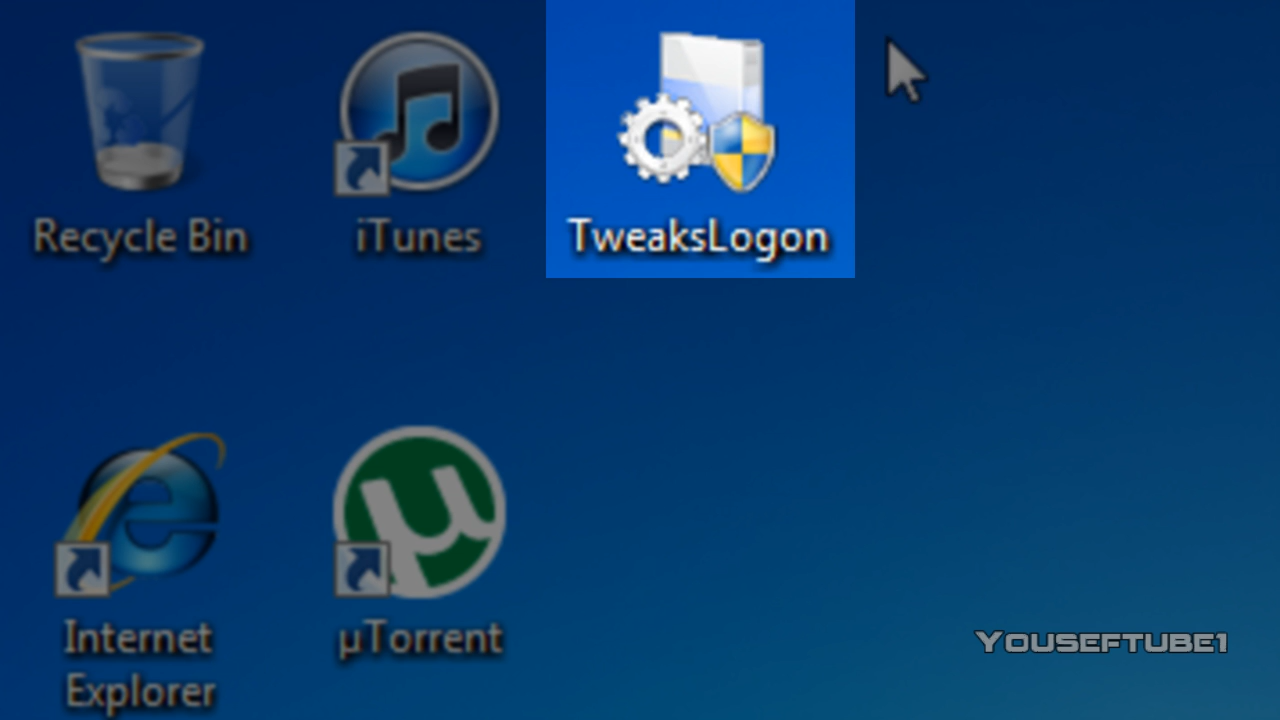 Recycle Bin
iTunes
TweaksLogon
Internet
Explorer
µTorrent
YOUSEFTUBE1